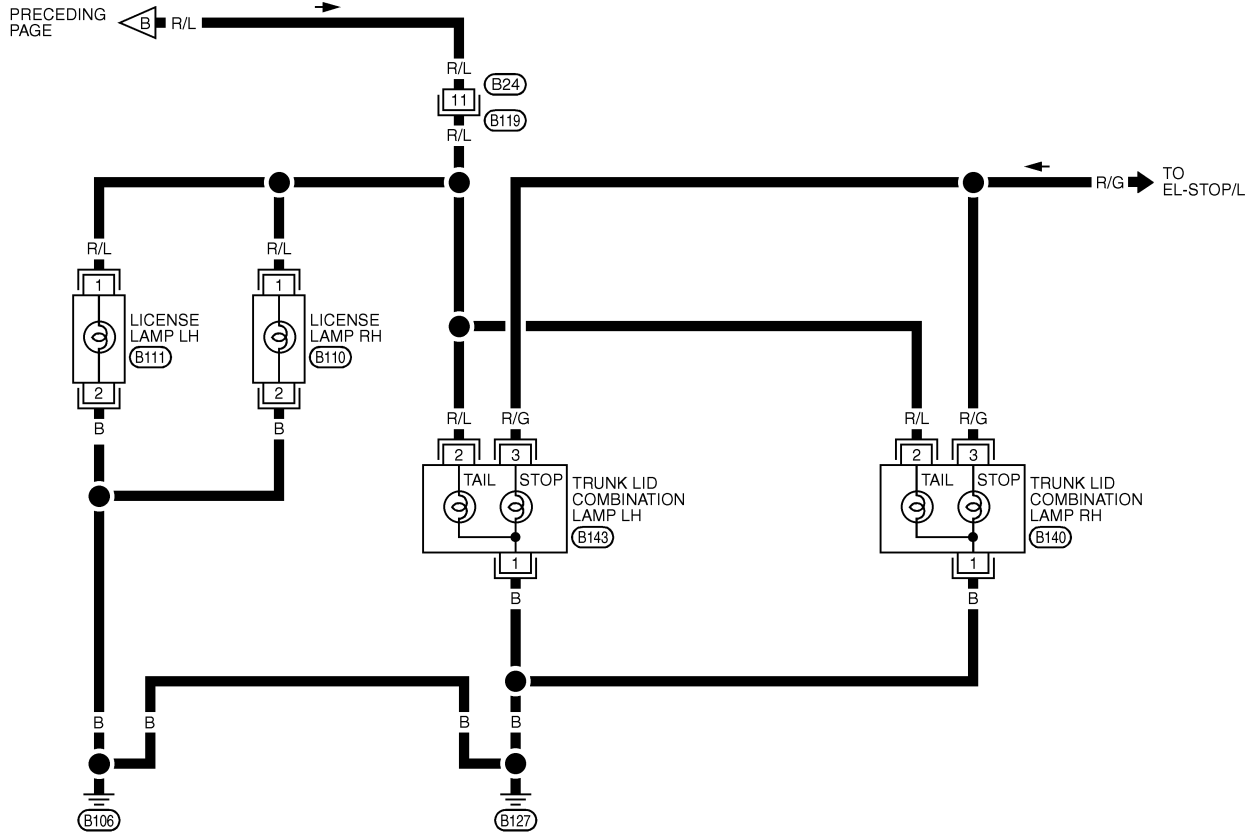 PRECEDING
PAGE
B
R/L
R/L
11
B24
B119
R/L
R/G
TO
EL-STOP/L
R/L
1
LICENSE
LAMP LH
B111
2
B
R/L
1
LICENSE
LAMP RH
B110
2
B
R/L
R/G
2
3
TAIL
STOP
TRUNK LID
COMBINATION
LAMP LH
B143
1
B
R/L
R/G
2
3
TAIL
STOP
TRUNK LID
COMBINATION
LAMP RH
B140
1
B
B
B
B
B
B106
B127